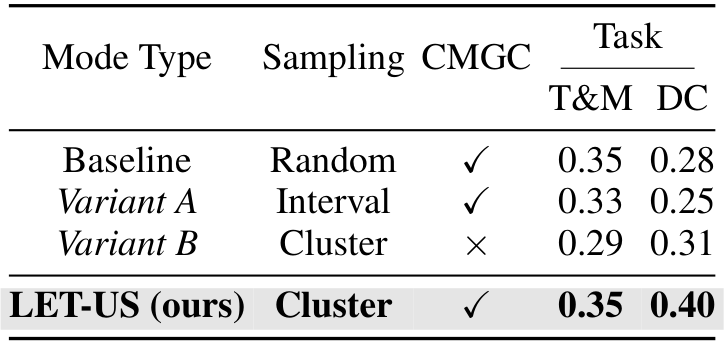 Mode Type Sampling CMGC Task
T&M DC
Baseline Random ✓ 0.35 0.28
Variant A Interval ✓ 0.33 0.25
Variant B Cluster × 0.29 0.31
LET-US (ours) Cluster ✓ 0.35 0.40